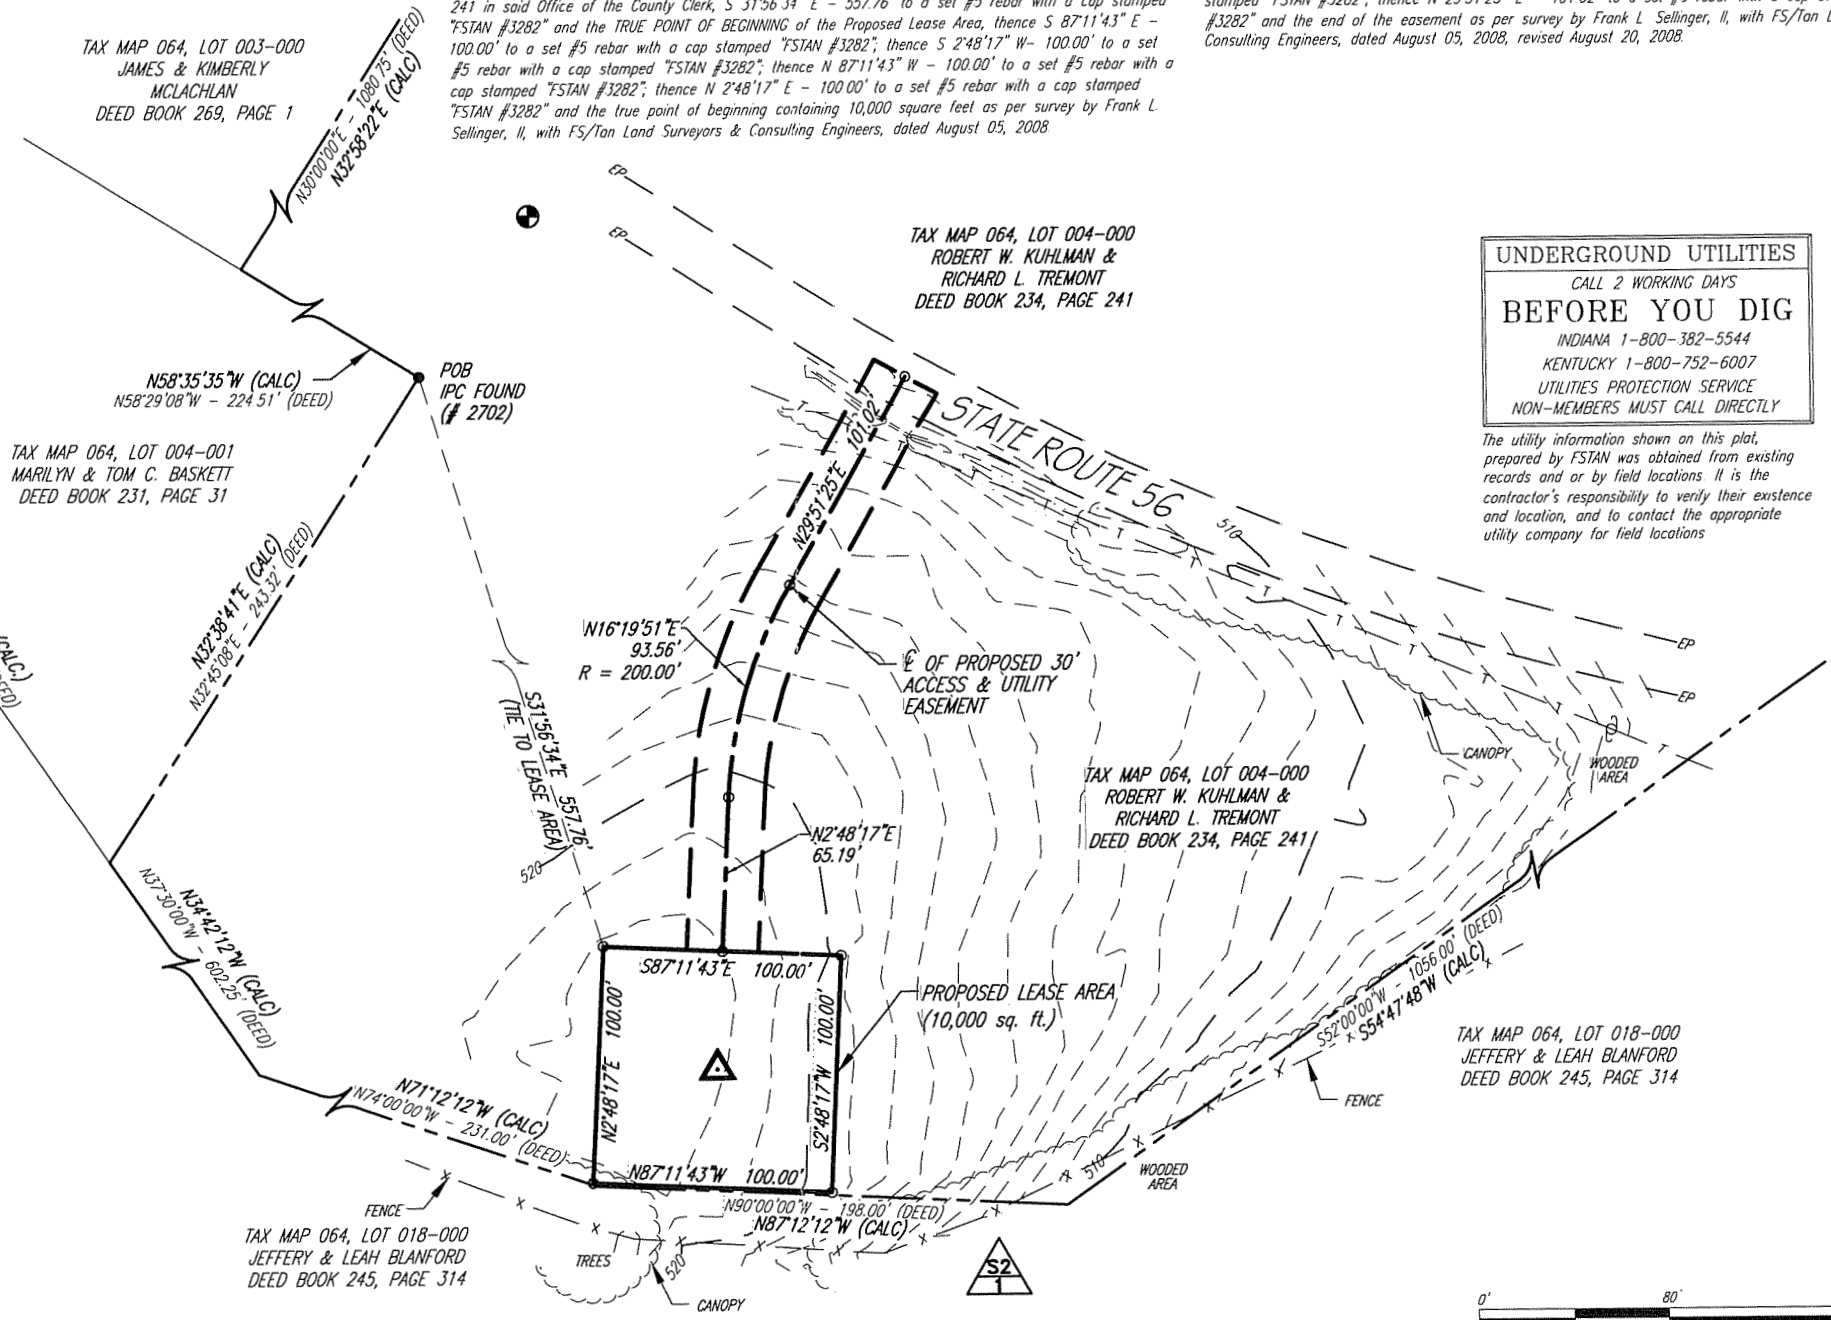 241 in said Office of the County Clerk, S 31°56'34" E - 557.76' to a set #5 rebar with a cap stamped
"FSTAN #3282" and the TRUE POINT OF BEGINNING of the Proposed Lease Area, thence S 87°11'43" E -
100.00' to a set #5 rebar with a cap stamped "FSTAN #3282"; thence S 2°48'17" W- 100.00' to a set
#5 rebar with a cap stamped "FSTAN #3282"; thence N 87°11'43" W - 100.00' to a set #5 rebar with a
cap stamped "FSTAN #3282"; thence N 2°48'17" E - 100.00' to a set #5 rebar with a cap stamped
"FSTAN #3282" and the true point of beginning containing 10,000 square feet as per survey by Frank L.
Sellinger, II, with FS/Tan Land Surveyors & Consulting Engineers, dated August 05, 2008
#3282" and the end of the easement as per survey by Frank L Sellinger, II, with FS/Tan
Consulting Engineers, dated August 05, 2008, revised August 20, 2008.
TAX MAP 064, LOT 003-000
JAMES & KIMBERLY
MCLACHLAN
DEED BOOK 269, PAGE 1
N30°00'00"E - 1080.75' (DEED)
N32°58'22"E (CALC)
EP
EP
TAX MAP 064, LOT 004-000
ROBERT W. KUHLMAN &
RICHARD L. TREMONT
DEED BOOK 234, PAGE 241
UNDERGROUND UTILITIES
CALL 2 WORKING DAYS
BEFORE YOU DIG
INDIANA 1-800-382-5544
KENTUCKY 1-800-752-6007
UTILITIES PROTECTION SERVICE
NON-MEMBERS MUST CALL DIRECTLY
The utility information shown on this plat,
prepared by FSTAN was obtained from existing
records and or by field locations. It is the
contractor's responsibility to verify their existence
and location, and to contact the appropriate
utility company for field locations
N58°35'35"W (CALC)
N58°29'08"W - 224.51' (DEED)
POB
IPC FOUND
(# 2702)
TAX MAP 064, LOT 004-001
MARILYN & TOM C. BASKETT
DEED BOOK 231, PAGE 31
N32°38'41"E (CALC)
N32°45'08"E - 243.32' (DEED)
STATE ROUTE 56
T
T
T
T
T
T
T
T
510
N29°51'25"E
101.02'
N16°19'51"E
93.56'
R = 200.00'
℄ OF PROPOSED 30'
ACCESS & UTILITY
EASEMENT
EP
EP
CANOPY
WOODED
AREA
S31°56'34"E 557.76'
(TIE TO LEASE AREA)
520
N2°48'17"E
65.19'
TAX MAP 064, LOT 004-000
ROBERT W. KUHLMAN &
RICHARD L. TREMONT
DEED BOOK 234, PAGE 241
N34°42'12"W (CALC)
N37°30'00"W - 602.25' (DEED)
S87°11'43"E 100.00'
N2°48'17"E 100.00'
S2°48'17"W 100.00'
N87°11'43"W 100.00'
PROPOSED LEASE AREA
(10,000 sq. ft.)
S52°00'00"W - 1056.00' (DEED)
S54°47'48"W (CALC)
TAX MAP 064, LOT 018-000
JEFFERY & LEAH BLANFORD
DEED BOOK 245, PAGE 314
FENCE
N71°12'12"W (CALC)
N74°00'00"W - 231.00' (DEED)
N90°00'00"W - 198.00' (DEED)
N87°12'12"W (CALC)
510
WOODED
AREA
FENCE
TAX MAP 064, LOT 018-000
JEFFERY & LEAH BLANFORD
DEED BOOK 245, PAGE 314
TREES
520
CANOPY
S2
1
0'
80'